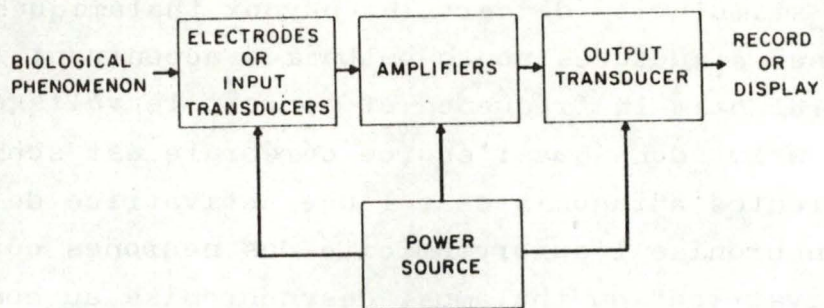 BIOLOGICAL
PHENOMENON
ELECTRODES
OR
INPUT
TRANSDUCERS
AMPLIFIERS
OUTPUT
TRANSDUCER
RECORD
OR
DISPLAY
POWER
SOURCE